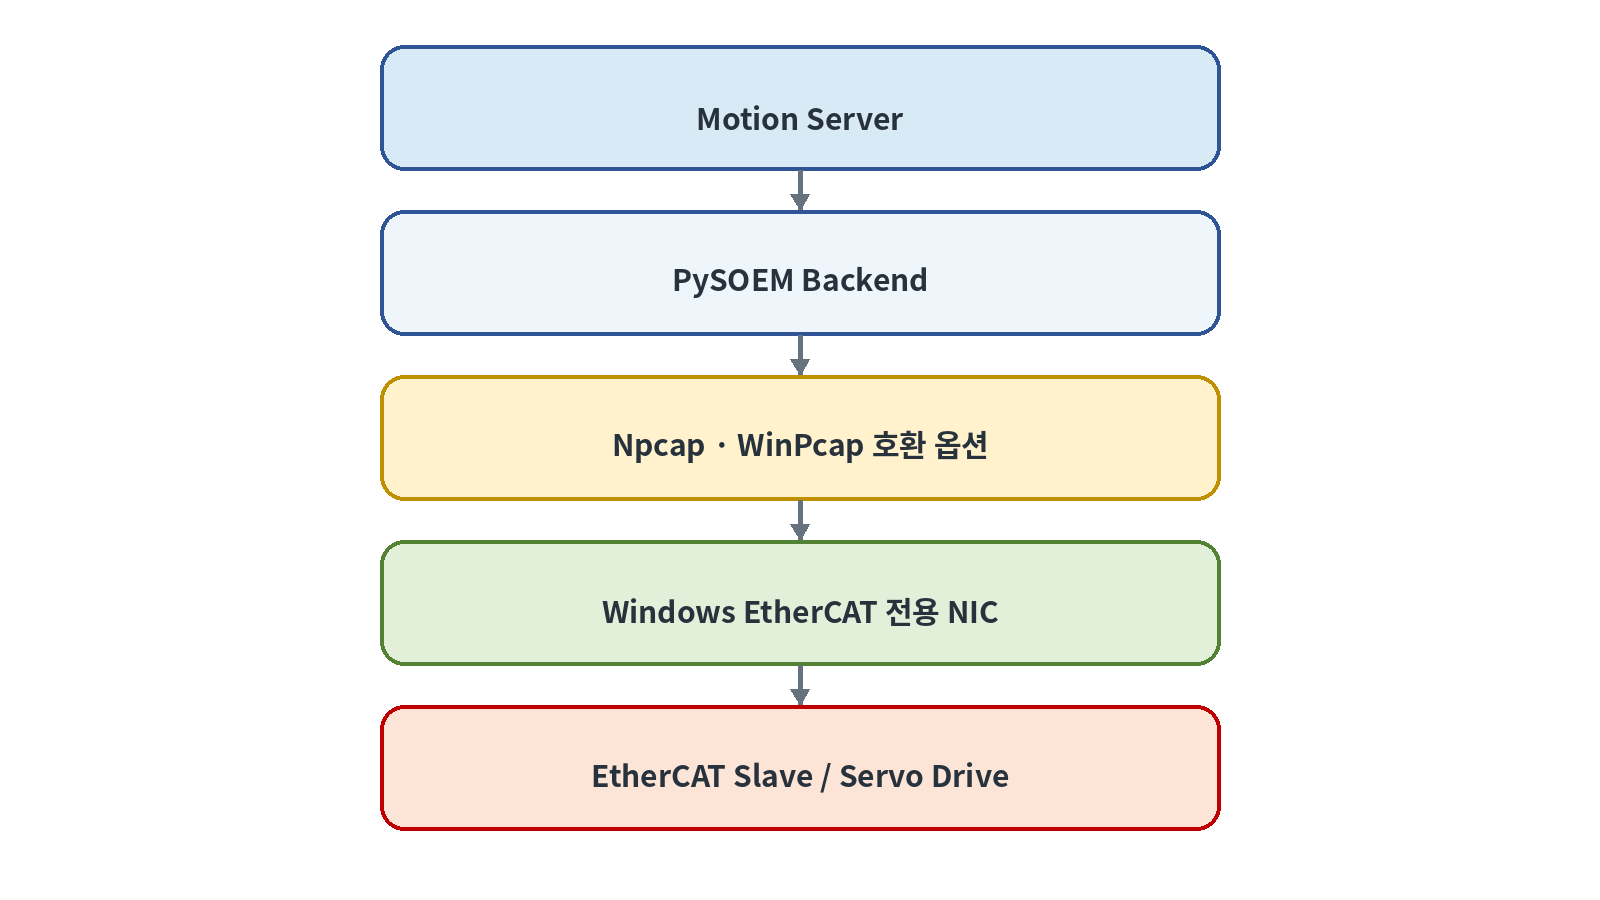 Motion Server
PySOEM Backend
Npcap · WinPcap 호환 옵션
Windows EtherCAT 전용 NIC
EtherCAT Slave / Servo Drive